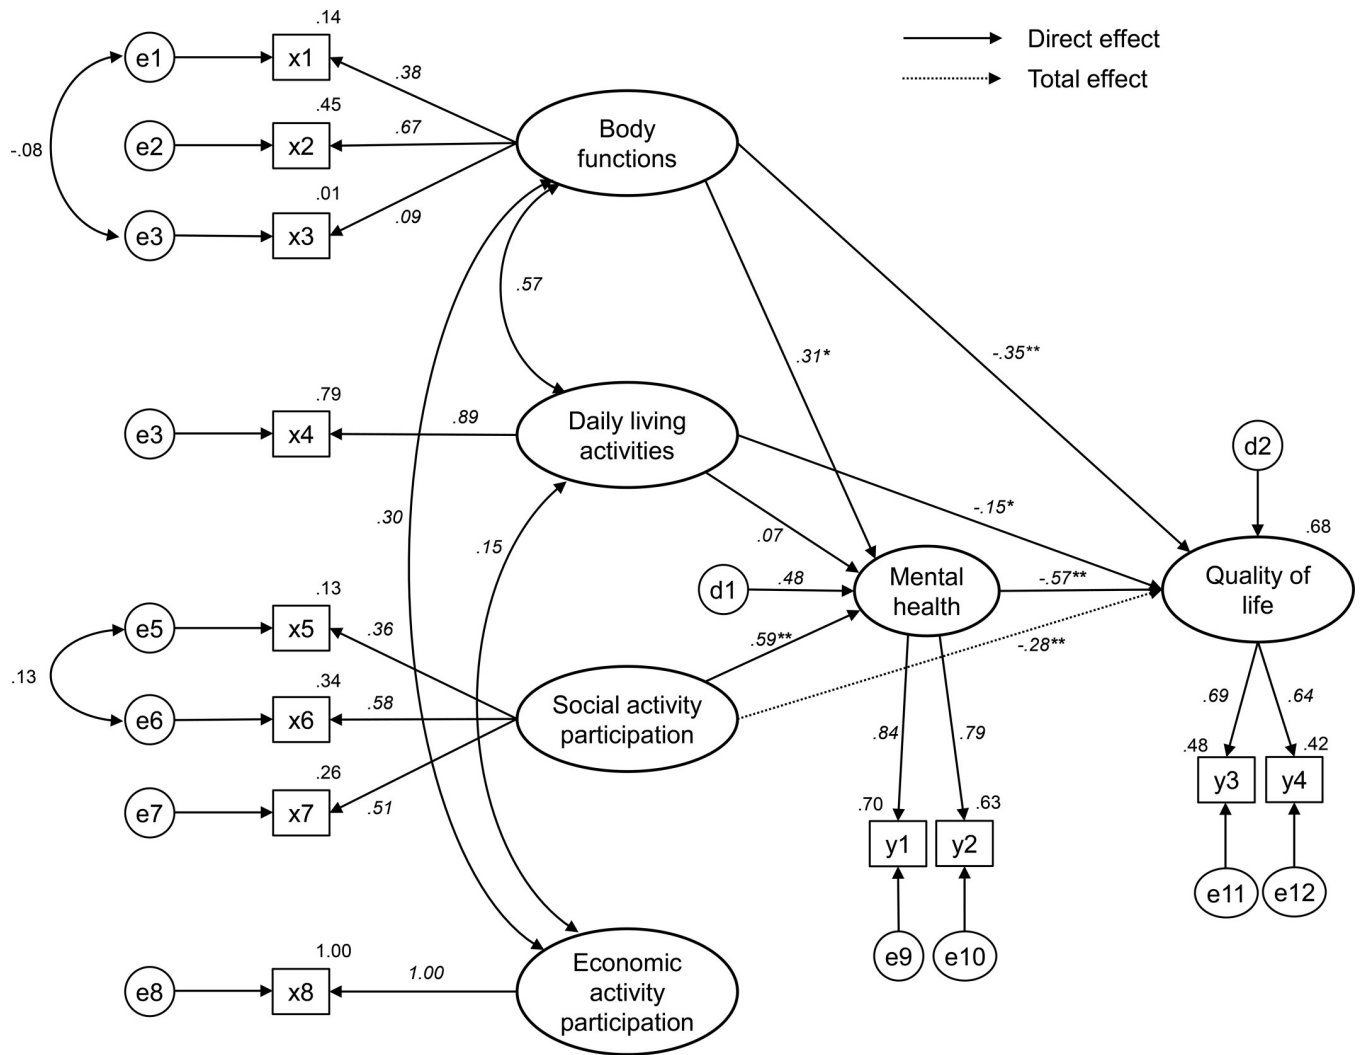 .14
e1
x1
.38
Direct effect
Total effect
.45
e2
x2
.67
Body
functions
-.08
.01
e3
x3
.09
.57
.31*
-.35**
.79
e3
x4
.89
Daily living
activities
d2
.30
.15
-.15*
.07
.68
d1
.48
Mental
health
-.57**
Quality of
life
.13
e5
x5
.36
.59**
-.28**
.13
.34
e6
x6
.58
Social activity
participation
.84
.79
.69
.64
.26
e7
x7
.51
.48
y3
.42
y4
.70
y1
.63
y2
e11
e12
e9
e10
1.00
e8
x8
1.00
Economic
activity
participation